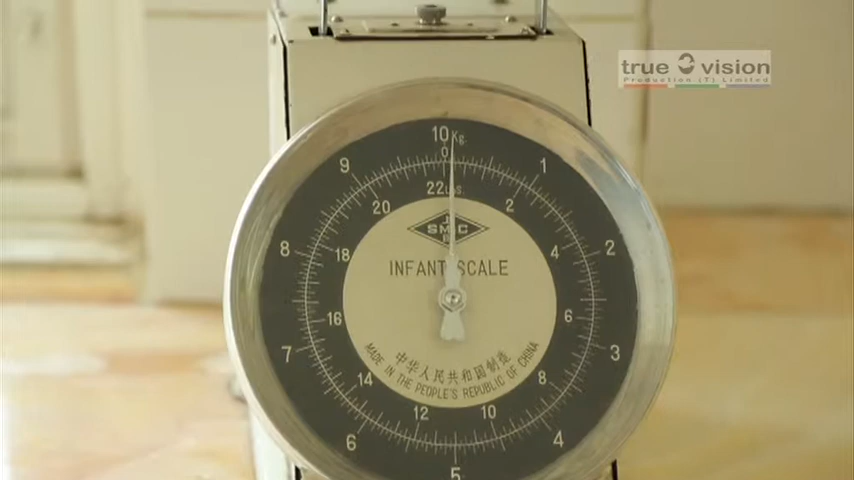 true vision
Production (T) Limited
10 Kg.
0
9 1
22 Lbs.
20 2
J
SMIC
8 18 4 2
INFANT SCALE
16 6
7 3
中华人民共和国制造
MADE IN THE PEOPLE'S REPUBLIC OF CHINA
14 8
12 10
6 4
5